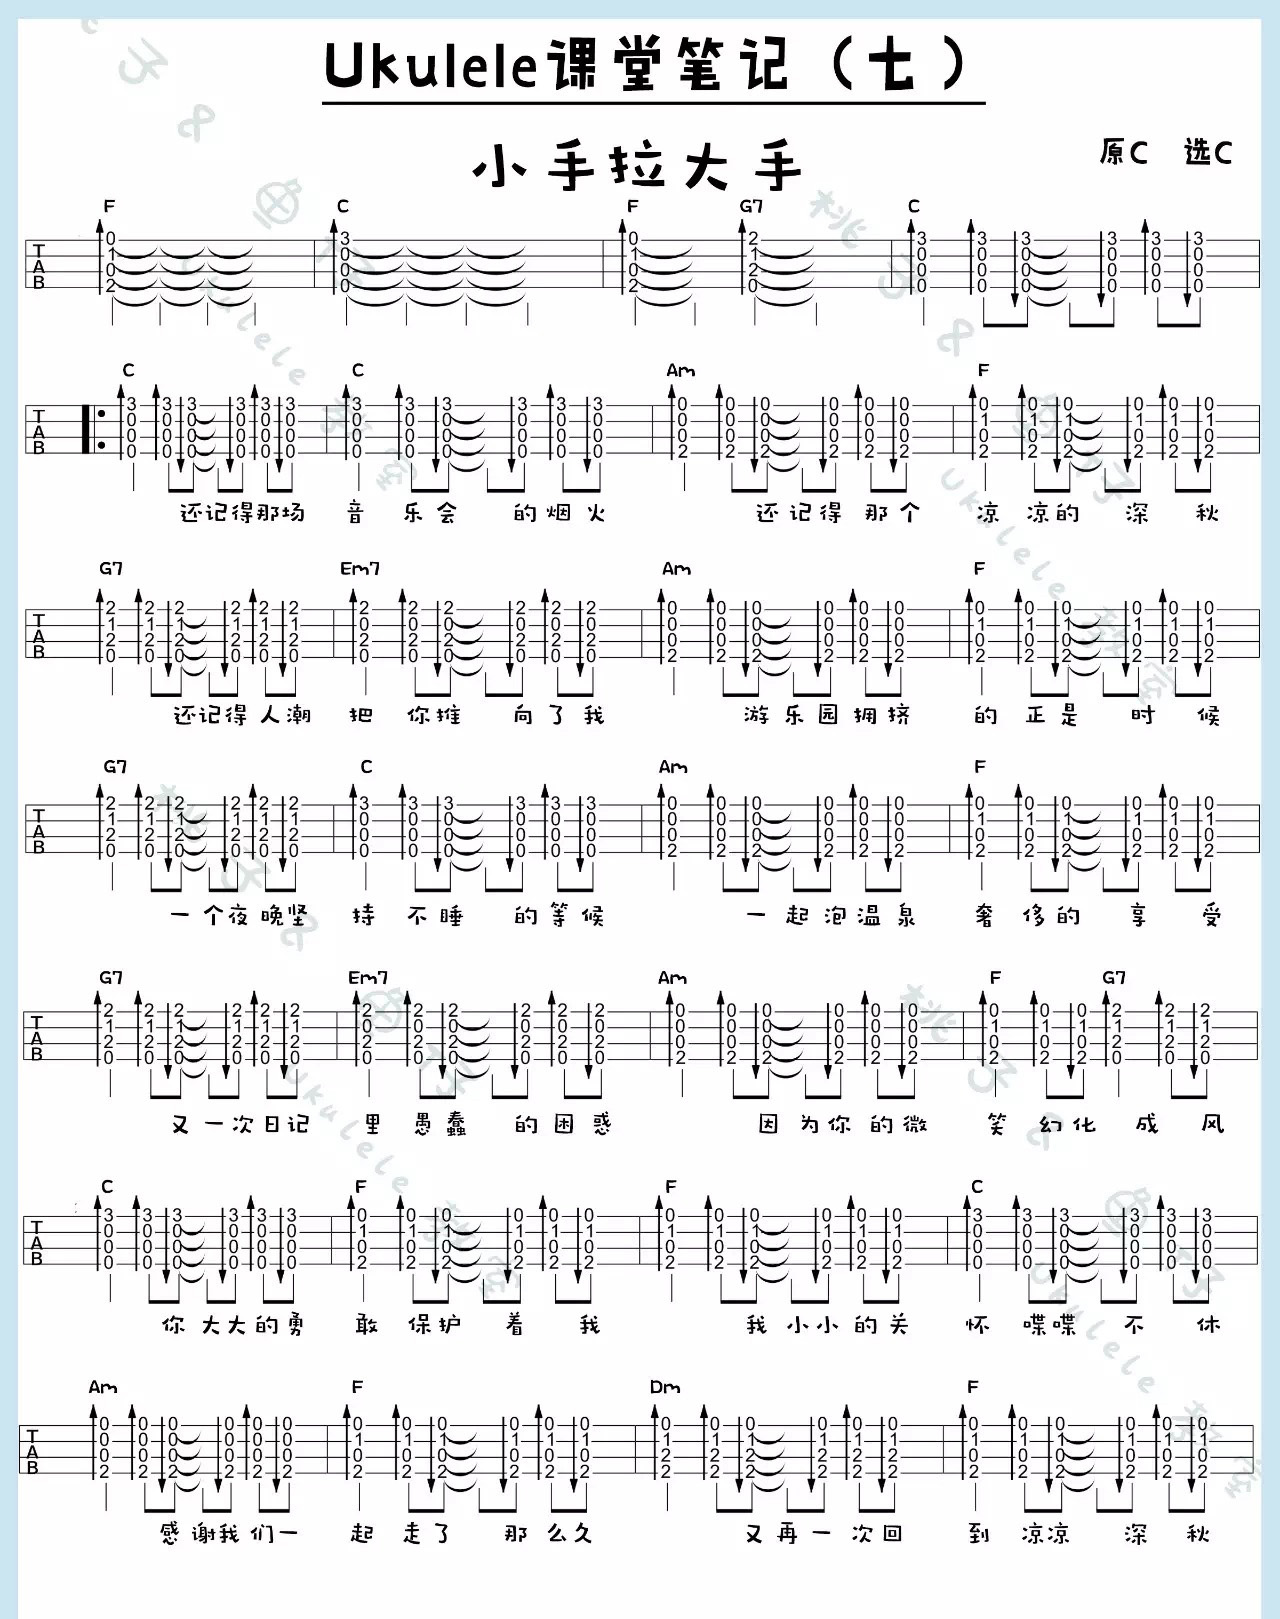 Ukulele课堂笔记（七）
小手拉大手
原C 选C
F C F G7 C
C C Am F
还记得那场 音乐会的烟火 还记得那个 凉凉的深秋
G7 Em7 Am F
还记得人潮 把你推向了我 游乐园拥挤 的正是时候
G7 C Am F
一个夜晚坚 持不睡的等候 一起泡温泉 奢侈的享受
G7 Em7 Am F G7
又一次日记 里愚蠢的困惑 因为你的微 笑幻化成风
C F F C
你大大的勇 敢保护着我 我小小的关 怀喋喋不休
Am F Dm F
感谢我们一 起走了那么久 又再一次回 到凉凉深秋